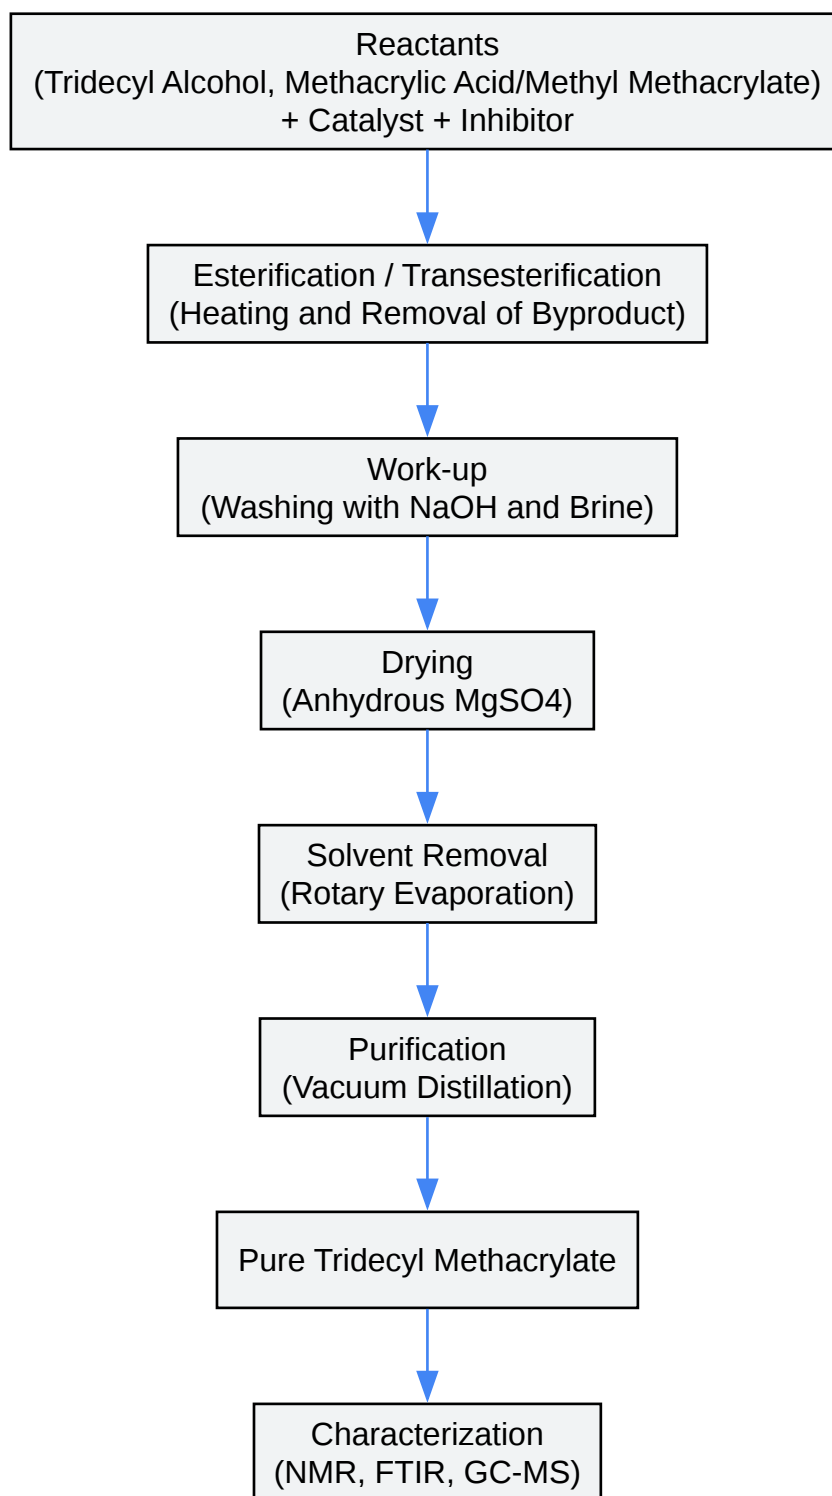 Reactants
(Tridecyl Alcohol, Methacrylic Acid/Methyl Methacrylate)
+ Catalyst + Inhibitor
Esterification / Transesterification
(Heating and Removal of Byproduct)
Work-up
(Washing with NaOH and Brine)
Drying
(Anhydrous MgSO4)
Solvent Removal
(Rotary Evaporation)
Purification
(Vacuum Distillation)
Pure Tridecyl Methacrylate
Characterization
(NMR, FTIR, GC-MS)